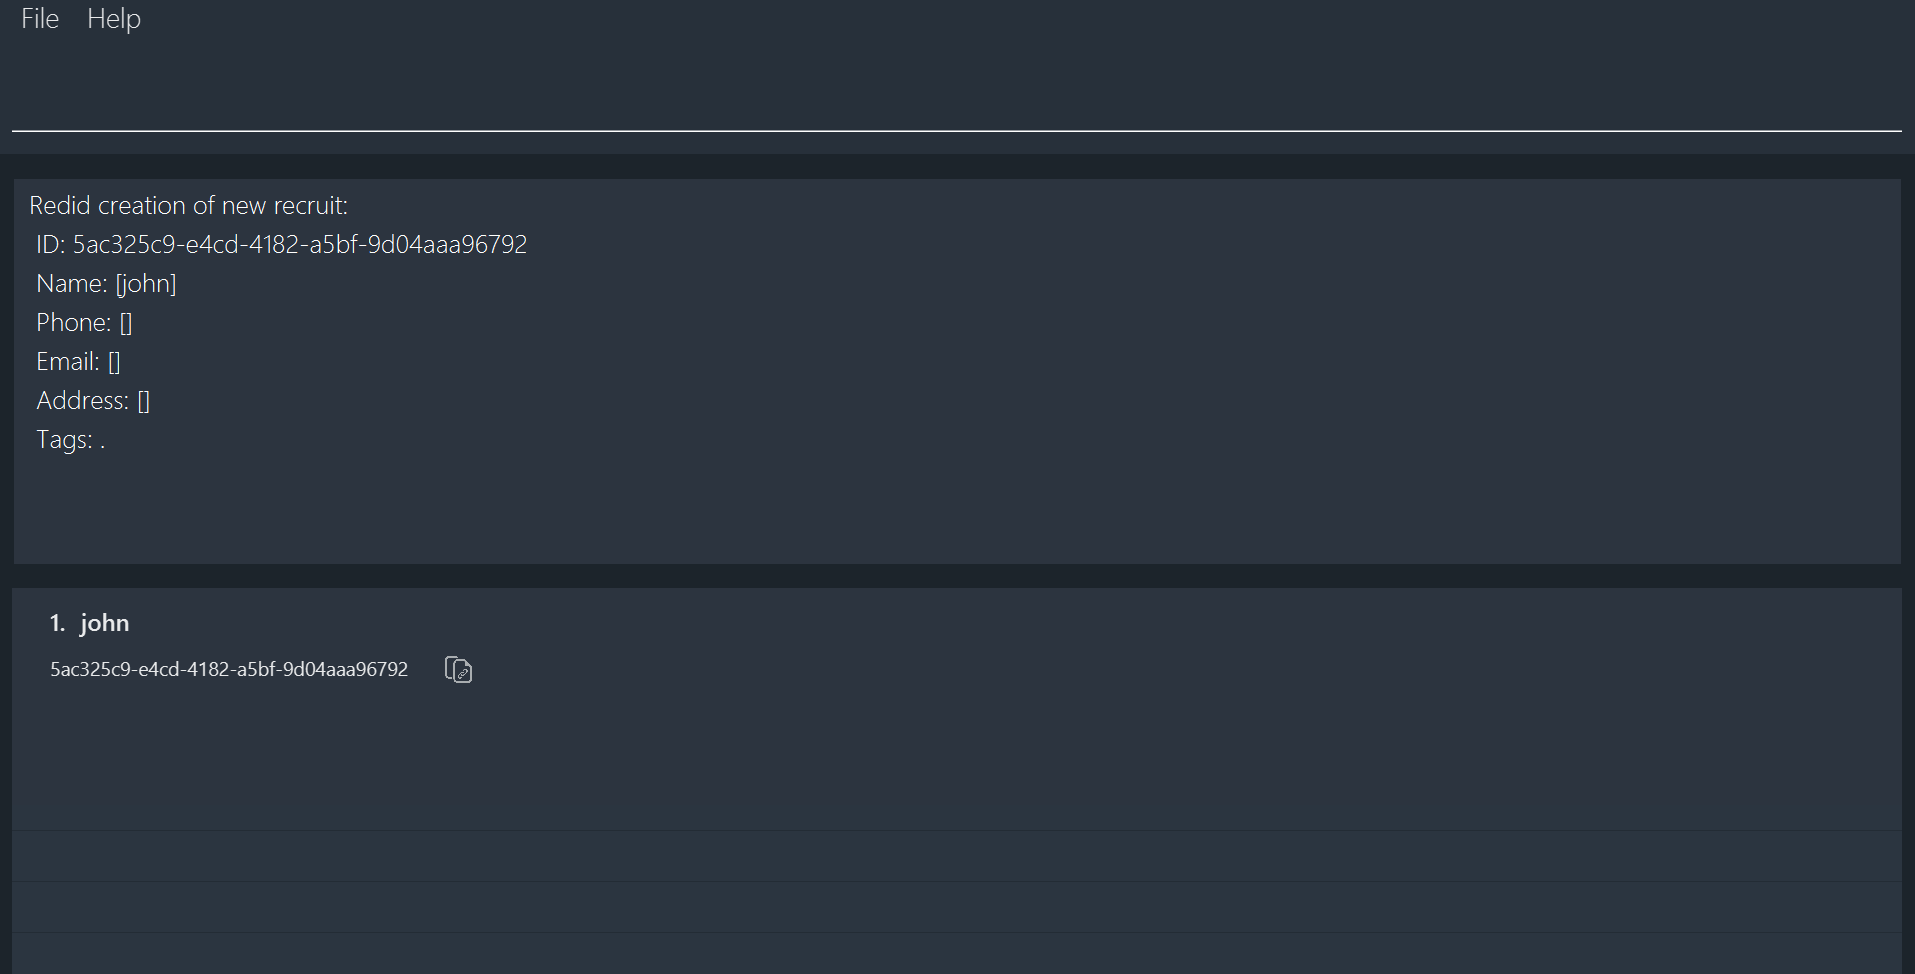 File Help
Redid creation of new recruit:
ID: 5ac325c9-e4cd-4182-a5bf-9d04aaa96792
Name: [john]
Phone: []
Email: []
Address: []
Tags: .
1. john
5ac325c9-e4cd-4182-a5bf-9d04aaa96792